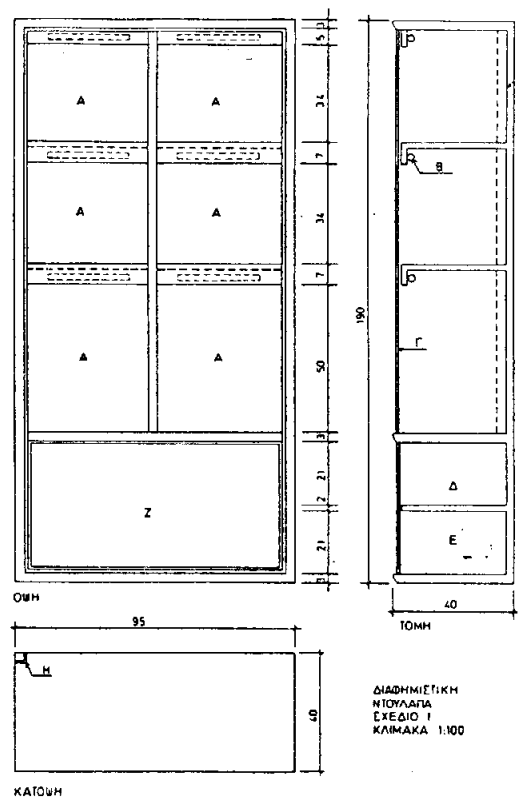 3
5
A
A
34
7
B
A
A
34
7
190
Γ
A
A
50
3
21
Δ
Z
2
E
21
3
ΟΨΗ
40
ΤΟΜΗ
95
H
40
ΔΙΑΦΗΜΙΣΤΙΚΗ
ΝΤΟΥΛΑΠΑ
ΣΧΕΔΙΟ 1
ΚΛΙΜΑΚΑ 1:100
ΚΑΤΟΨΗ